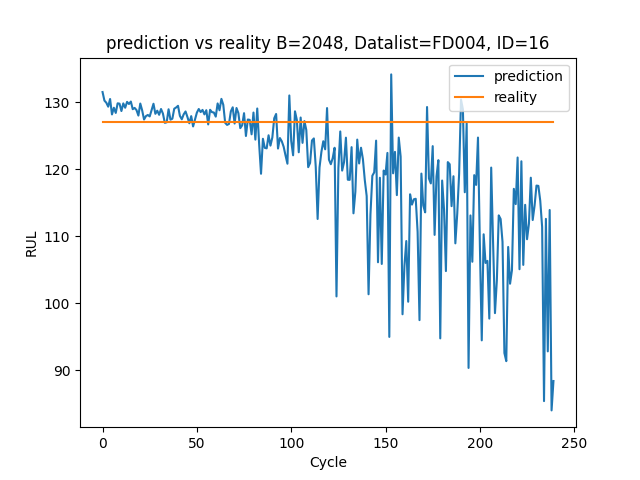 prediction vs reality B=2048, Datalist=FD004, ID=16
prediction
reality
130
120
110
100
90
RUL
0
50
100
150
200
250
Cycle